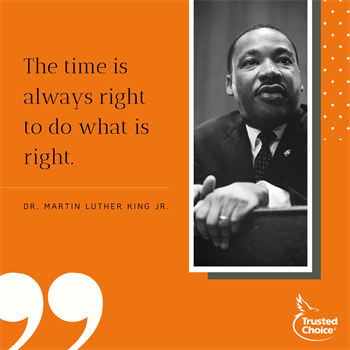 The time is
always right
to do what is
right.
DR. MARTIN LUTHER KING JR.
Trusted
Choice®